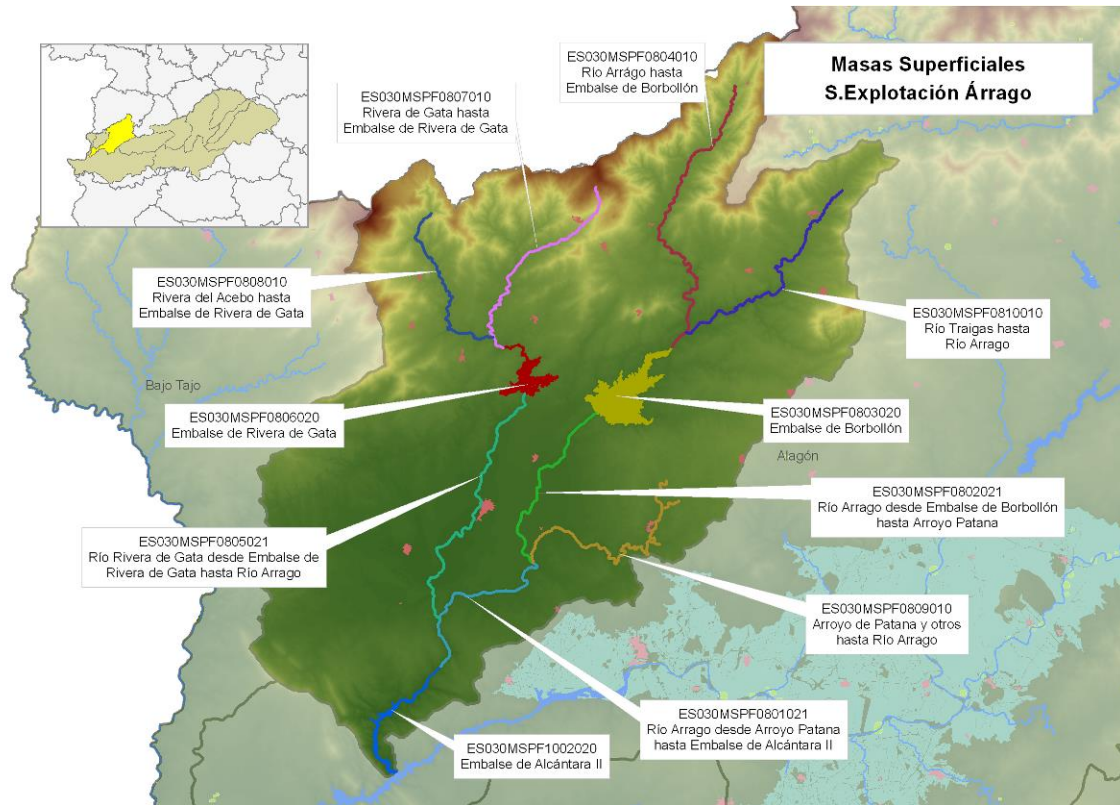 Masas Superficiales
S.Explotación Árrago
ES030MSPF0804010
Río Arrágo hasta
Embalse de Borbollón
ES030MSPF0807010
Rivera de Gata hasta
Embalse de Rivera de Gata
ES030MSPF0808010
Rivera del Acebo hasta
Embalse de Rivera de Gata
ES030MSPF0810010
Río Traigas hasta
Río Arrago
Bajo Tajo
ES030MSPF0806020
Embalse de Rivera de Gata
ES030MSPF0803020
Embalse de Borbollón
Alagón
ES030MSPF0802021
Río Arrago desde Embalse de Borbollón
hasta Arroyo Patana
ES030MSPF0805021
Río Rivera de Gata desde Embalse de
Rivera de Gata hasta Río Arrago
ES030MSPF0809010
Arroyo de Patana y otros
hasta Río Arrago
ES030MSPF0801021
Río Arrago desde Arroyo Patana
hasta Embalse de Alcántara II
ES030MSPF1002020
Embalse de Alcántara II